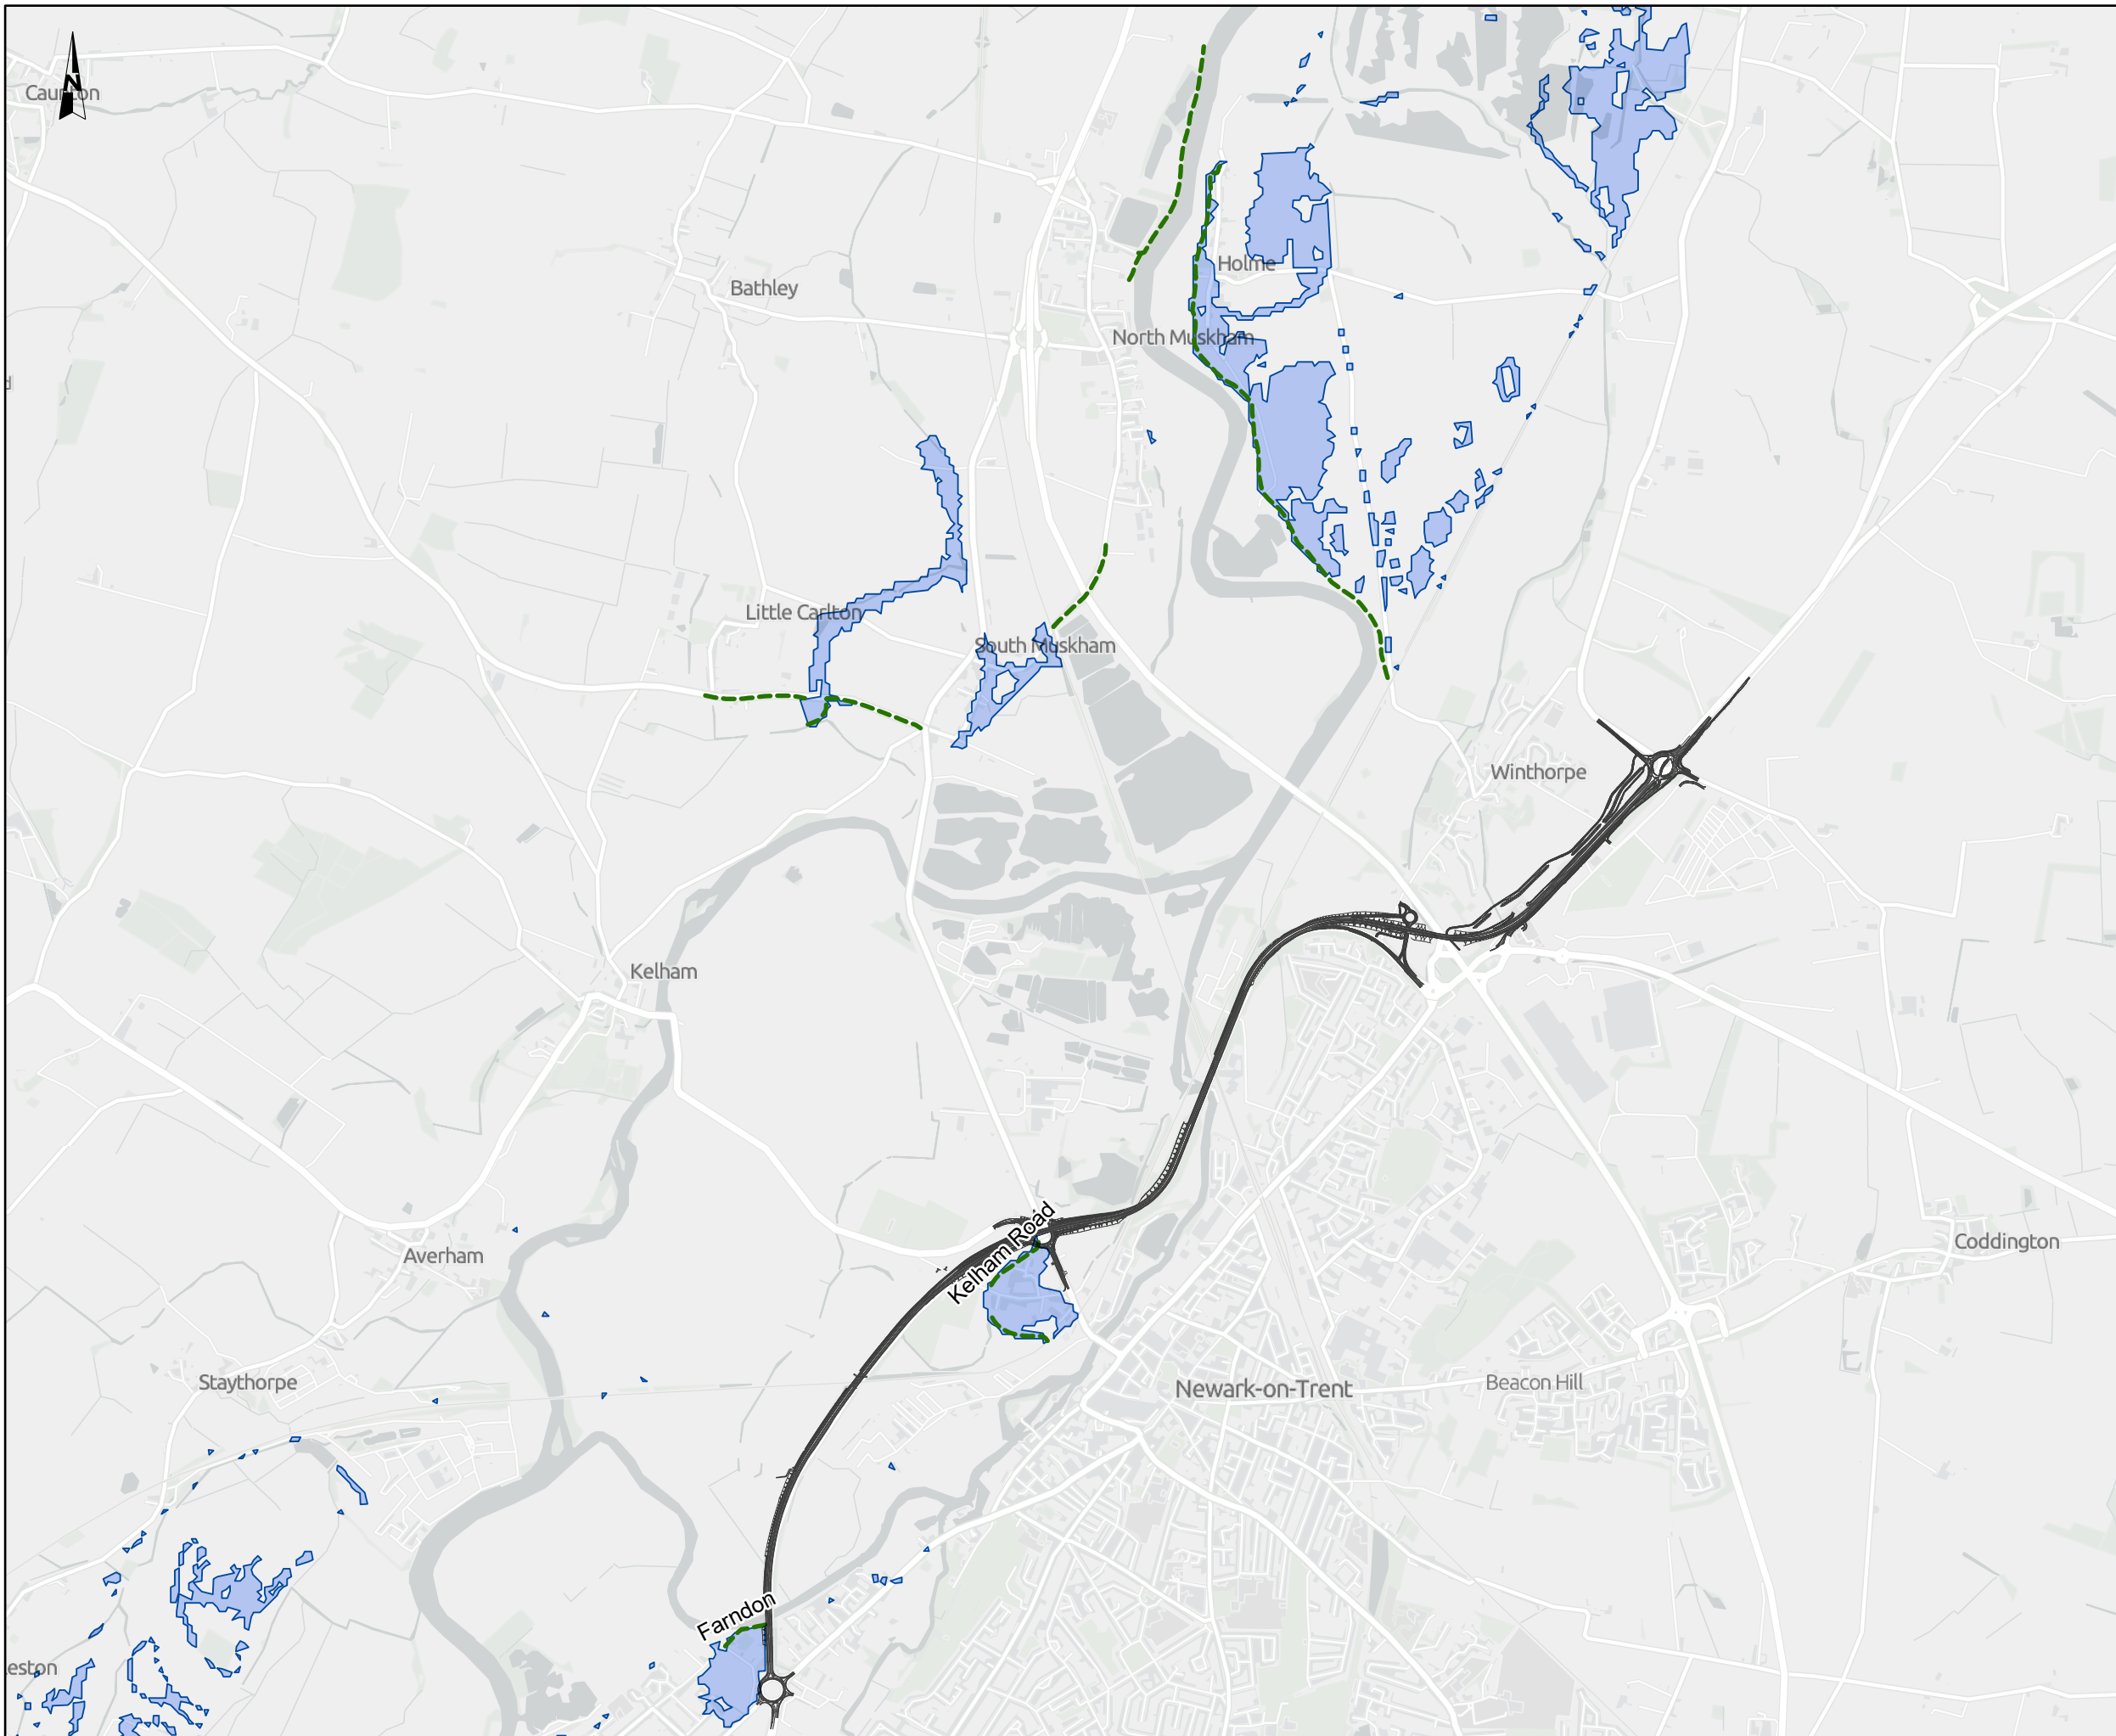 N
Caunton
Holme
Bathley
North Muskham
d
Little Carlton
South Muskham
Winthorpe
Kelham
Kelham Road
Coddington
Averham
Staythorpe
Newark-on-Trent
Beacon Hill
Farndon
eston